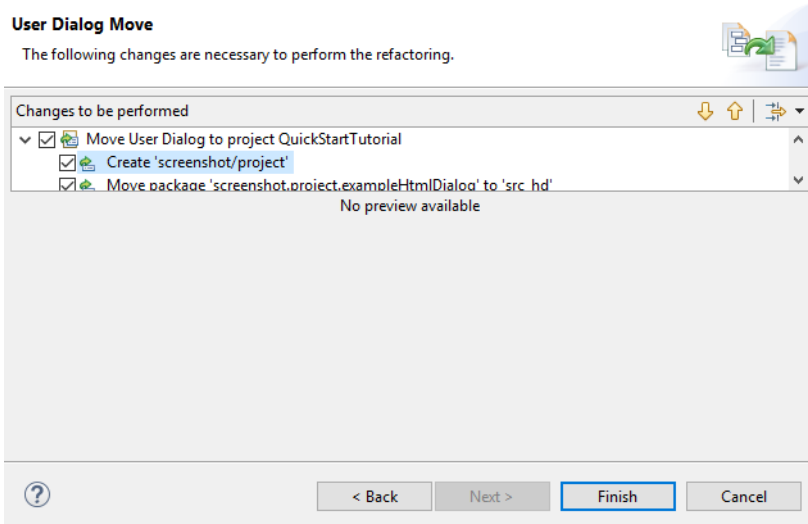 User Dialog Move
The following changes are necessary to perform the refactoring.
Changes to be performed
Move User Dialog to project QuickStartTutorial
Create 'screenshot/project'
Move package 'screenshot.project.exampleHtmlDialog' to 'src_hd'
No preview available
?
< Back Next > Finish Cancel